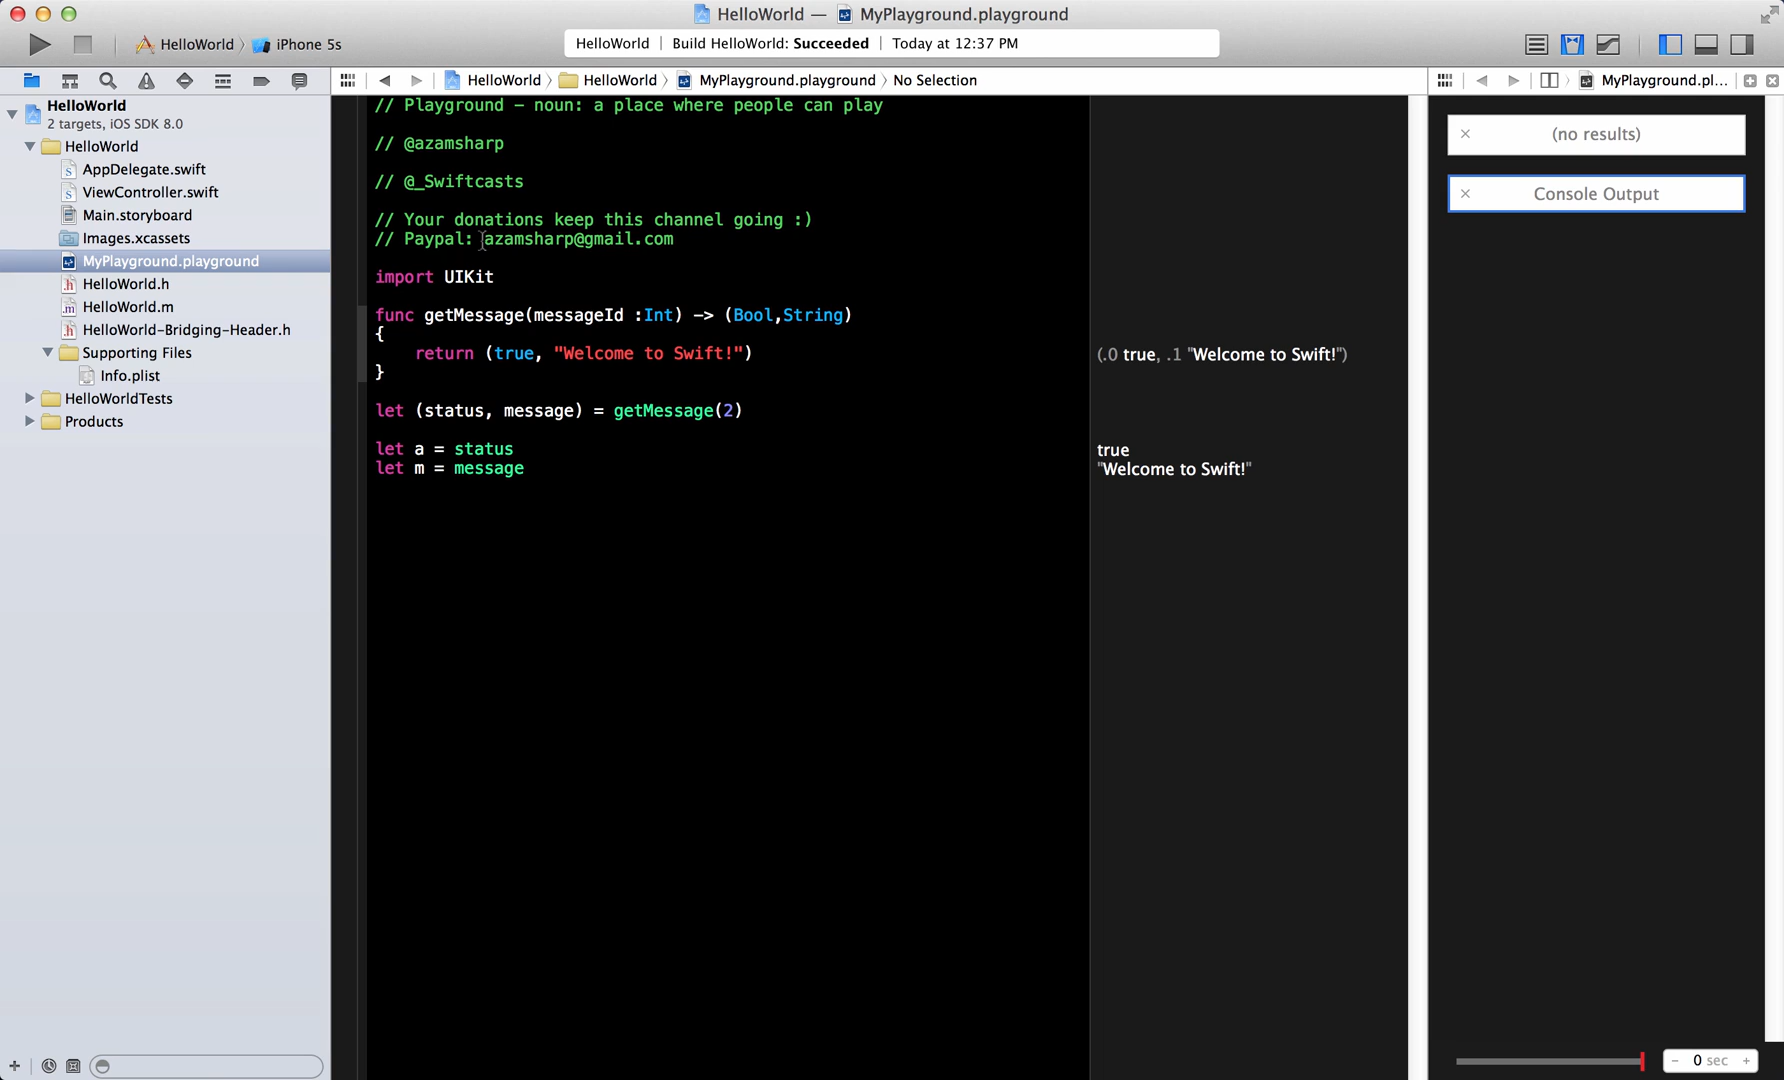 HelloWorld — MyPlayground.playground
HelloWorld › iPhone 5s
HelloWorld | Build HelloWorld: Succeeded | Today at 12:37 PM
HelloWorld › HelloWorld › MyPlayground.playground › No Selection
MyPlayground.pl...
HelloWorld
2 targets, iOS SDK 8.0
HelloWorld
AppDelegate.swift
ViewController.swift
Main.storyboard
Images.xcassets
MyPlayground.playground
HelloWorld.h
HelloWorld.m
HelloWorld-Bridging-Header.h
Supporting Files
Info.plist
HelloWorldTests
Products
// Playground - noun: a place where people can play
// @azamsharp
// @_Swiftcasts
// Your donations keep this channel going :)
// Paypal: azamsharp@gmail.com
import UIKit
func getMessage(messageId :Int) -> (Bool,String)
{
return (true, "Welcome to Swift!")
}
let (status, message) = getMessage(2)
let a = status
let m = message
(.0 true, .1 "Welcome to Swift!")
true
"Welcome to Swift!"
(no results)
Console Output
- 0 sec +